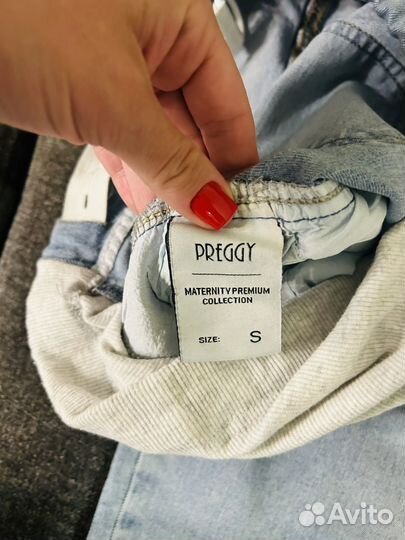 PREGGY
MATERNITY PREMIUM
COLLECTION
SIZE: S
Avito